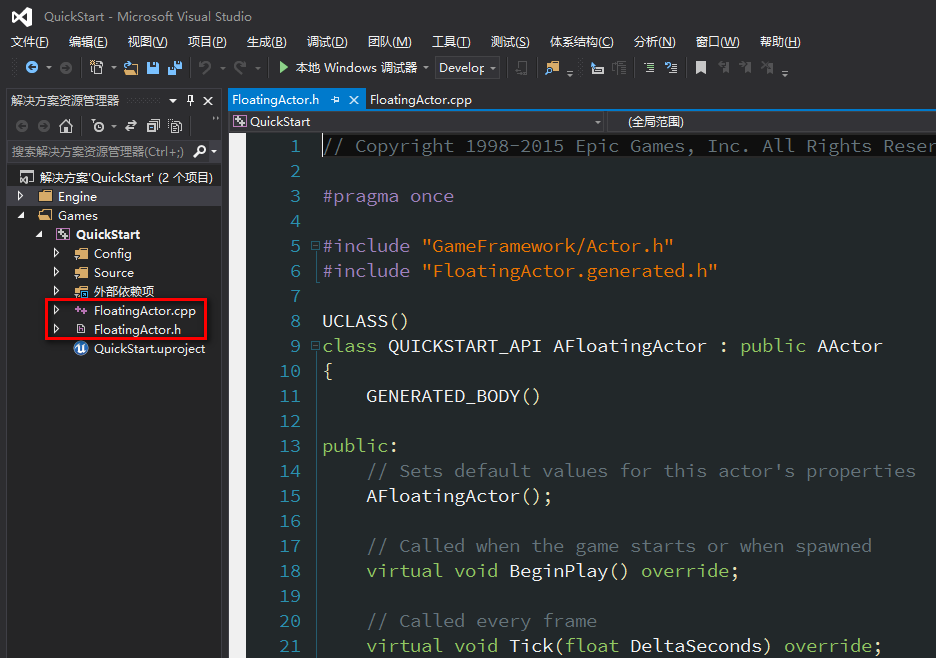 QuickStart - Microsoft Visual Studio
文件(F) 编辑(E) 视图(V) 项目(P) 生成(B) 调试(D) 团队(M) 工具(T) 测试(S) 体系结构(C) 分析(N) 窗口(W) 帮助(H)
本地 Windows 调试器 Develop
解决方案资源管理器
搜索解决方案资源管理器(Ctrl+;)
解决方案'QuickStart' (2 个项目)
Engine
Games
QuickStart
Config
Source
外部依赖项
FloatingActor.cpp
FloatingActor.h
QuickStart.uproject
FloatingActor.h FloatingActor.cpp
QuickStart (全局范围)
1 // Copyright 1998-2015 Epic Games, Inc. All Rights Reser
2
3 #pragma once
4
5 #include "GameFramework/Actor.h"
6 #include "FloatingActor.generated.h"
7
8 UCLASS()
9 class QUICKSTART_API AFloatingActor : public AActor
10 {
11 GENERATED_BODY()
12
13 public:
14 // Sets default values for this actor's properties
15 AFloatingActor();
16
17 // Called when the game starts or when spawned
18 virtual void BeginPlay() override;
19
20 // Called every frame
21 virtual void Tick(float DeltaSeconds) override;